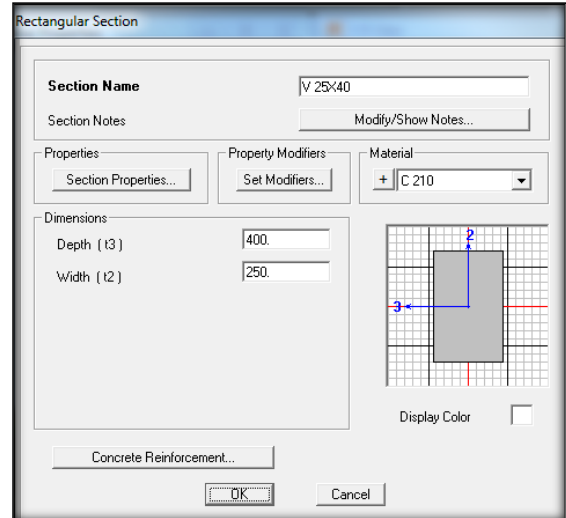 Rectangular Section
Section Name V 25X40
Section Notes Modify/Show Notes...
Properties Property Modifiers Material
Section Properties... Set Modifiers... + C 210
Dimensions
Depth ( t3 ) 400.
Width ( t2 ) 250.
2
3
Display Color
Concrete Reinforcement...
OK Cancel